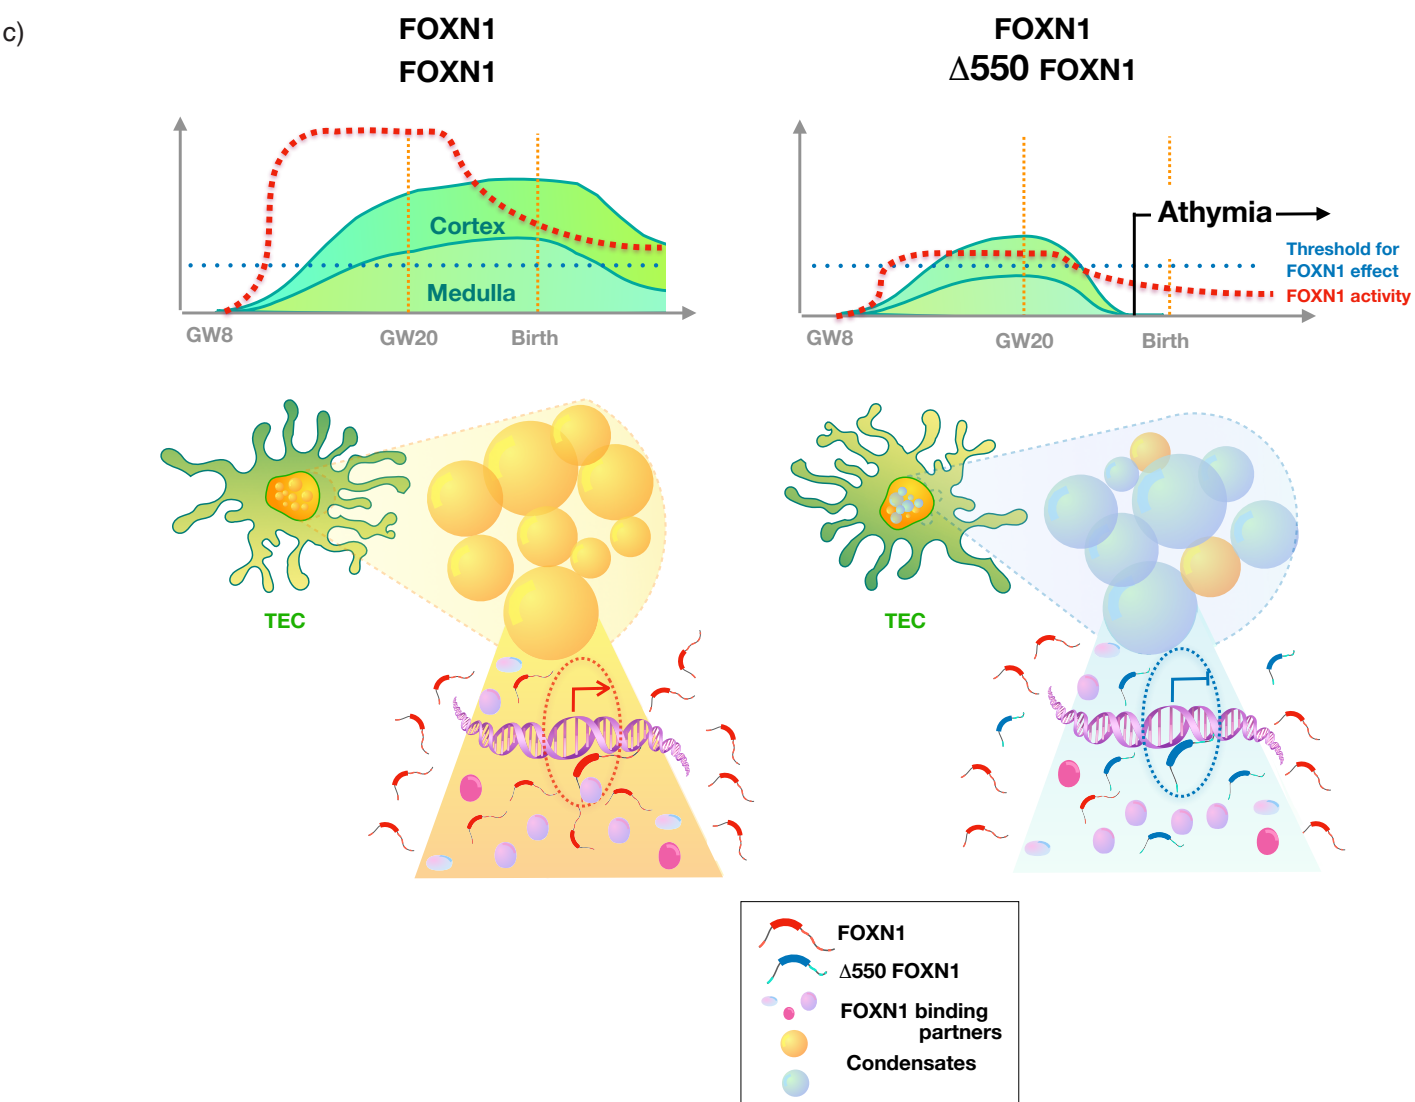 c)
FOXN1
FOXN1
Cortex
Medulla
GW8
GW20
Birth
FOXN1
Δ550 FOXN1
Athymia
Threshold for
FOXN1 effect
FOXN1 activity
GW8
GW20
Birth
TEC
TEC
FOXN1
Δ550 FOXN1
FOXN1 binding
partners
Condensates